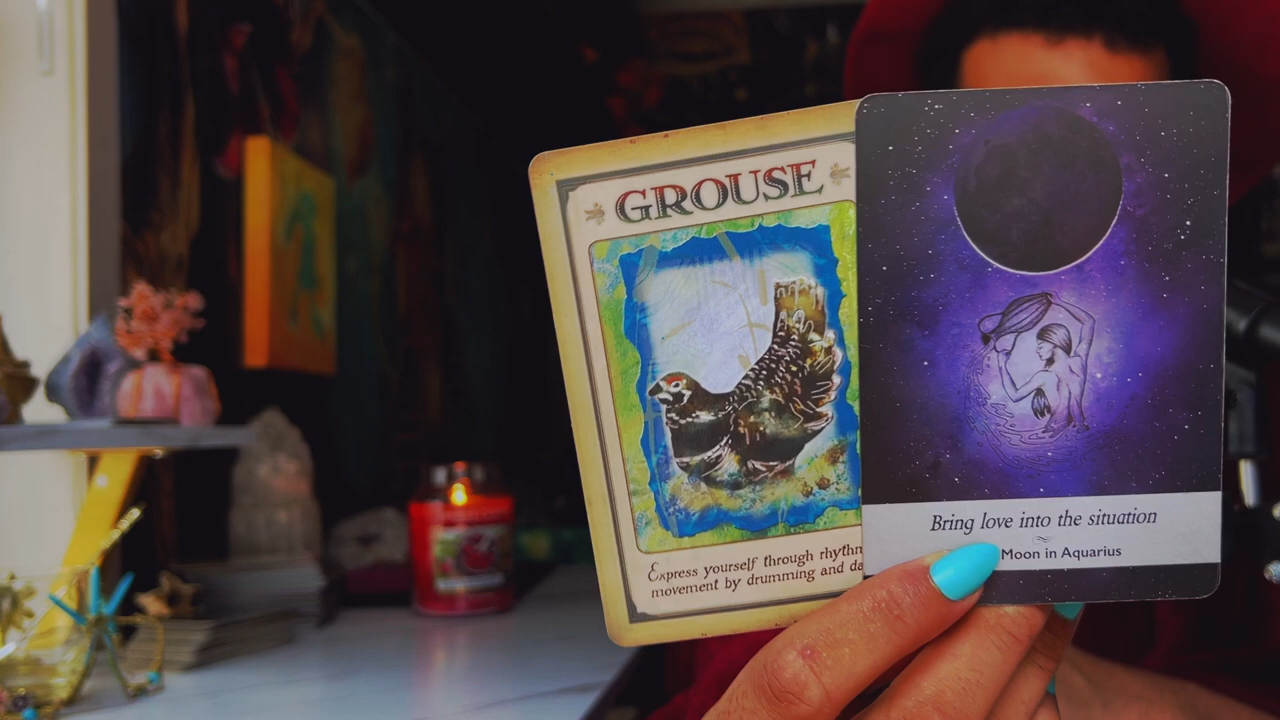 GROUSE
Express yourself through rhythm
movement by drumming and da
Bring love into the situation
Moon in Aquarius